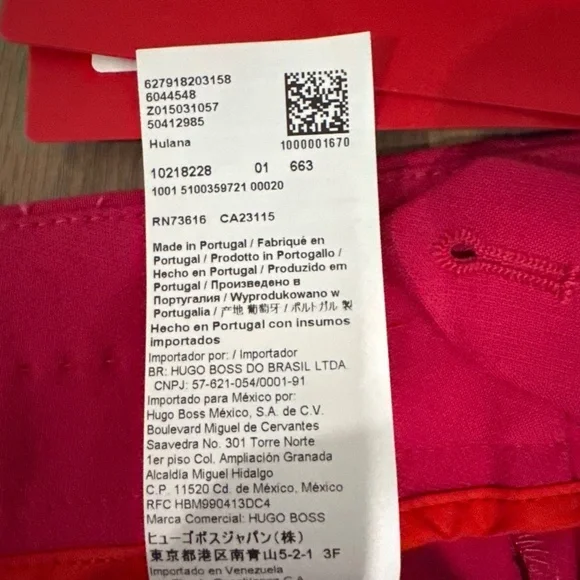 627918203158
6044548
Z015031057
50412985
Hulana
1000001670
10218228 01 663
1001 5100359721 00020
RN73616 CA23115
Made in Portugal / Fabriqué en
Portugal / Prodotto in Portogallo /
Hecho en Portugal / Produzido em
Portugal / Произведено в
Португалия / Wyprodukowano w
Portugalia / 产地 葡萄牙 / ポルトガル 製
Hecho en Portugal con insumos
importados
Importador por: / Importador
BR: HUGO BOSS DO BRASIL LTDA.
CNPJ: 57-621-054/0001-91
Importado para México por:
Hugo Boss México, S.A. de C.V.
Boulevard Miguel de Cervantes
Saavedra No. 301 Torre Norte
1er piso Col. Ampliación Granada
Alcaldía Miguel Hidalgo
C.P. 11520 Cd. de México, México
RFC HBM990413DC4
Marca Comercial: HUGO BOSS
ヒューゴボスジャパン(株)
東京都港区南青山5-2-1 3F
Importado en Venezuela